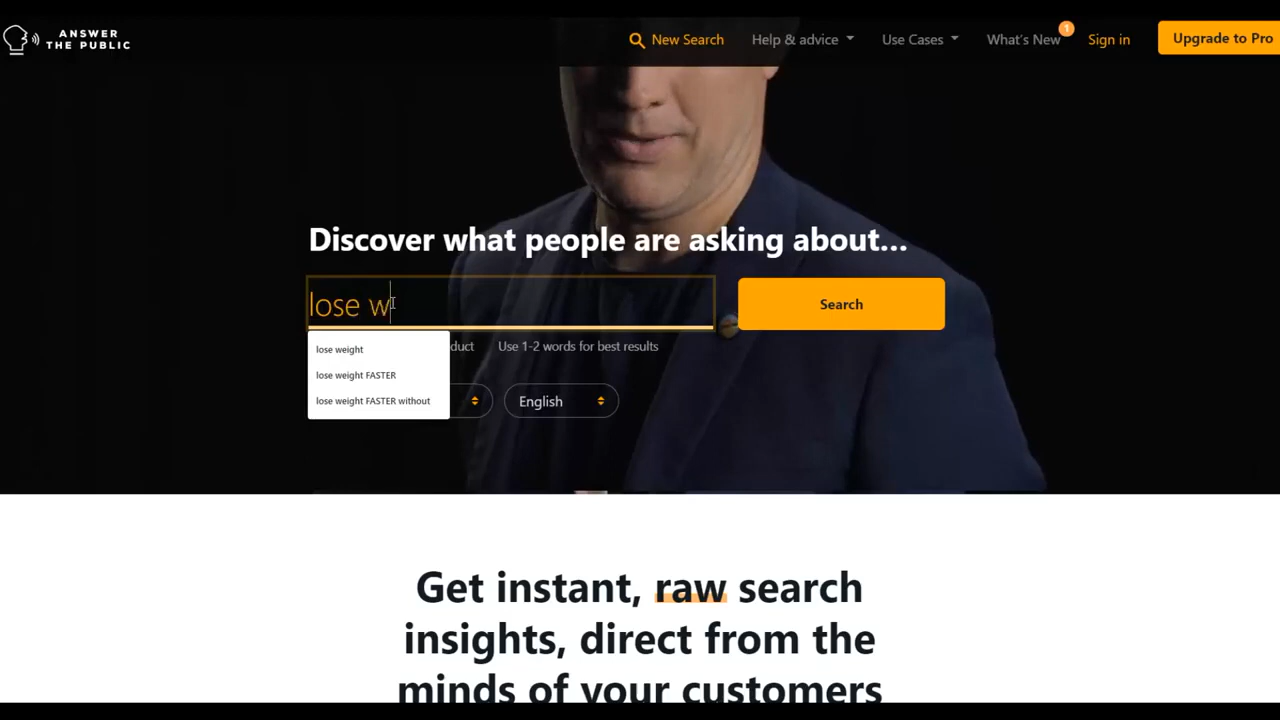 ANSWER
THE PUBLIC
New Search
Help & advice
Use Cases
What's New
1
Sign in
Upgrade to Pro
Discover what people are asking about...
lose w
Search
duct
Use 1-2 words for best results
lose weight
lose weight FASTER
lose weight FASTER without
English
Get instant, raw search
insights, direct from the
minds of your customers